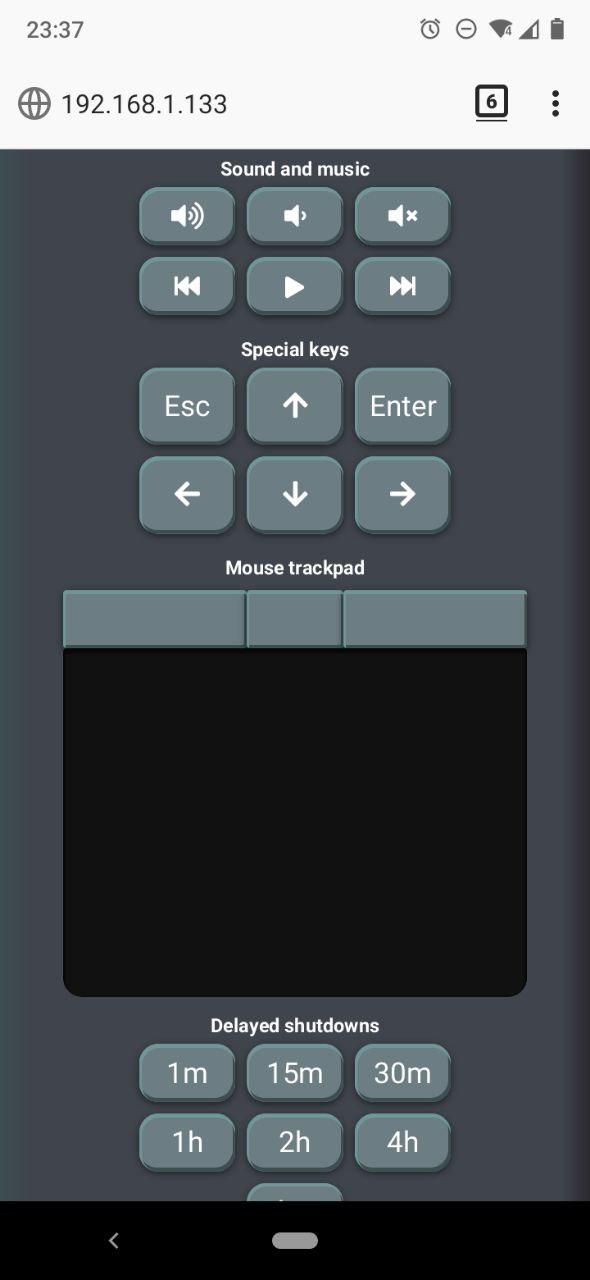 23:37
192.168.1.133
6
Sound and music
Special keys
Esc
Enter
Mouse trackpad
Delayed shutdowns
1m 15m 30m
1h 2h 4h